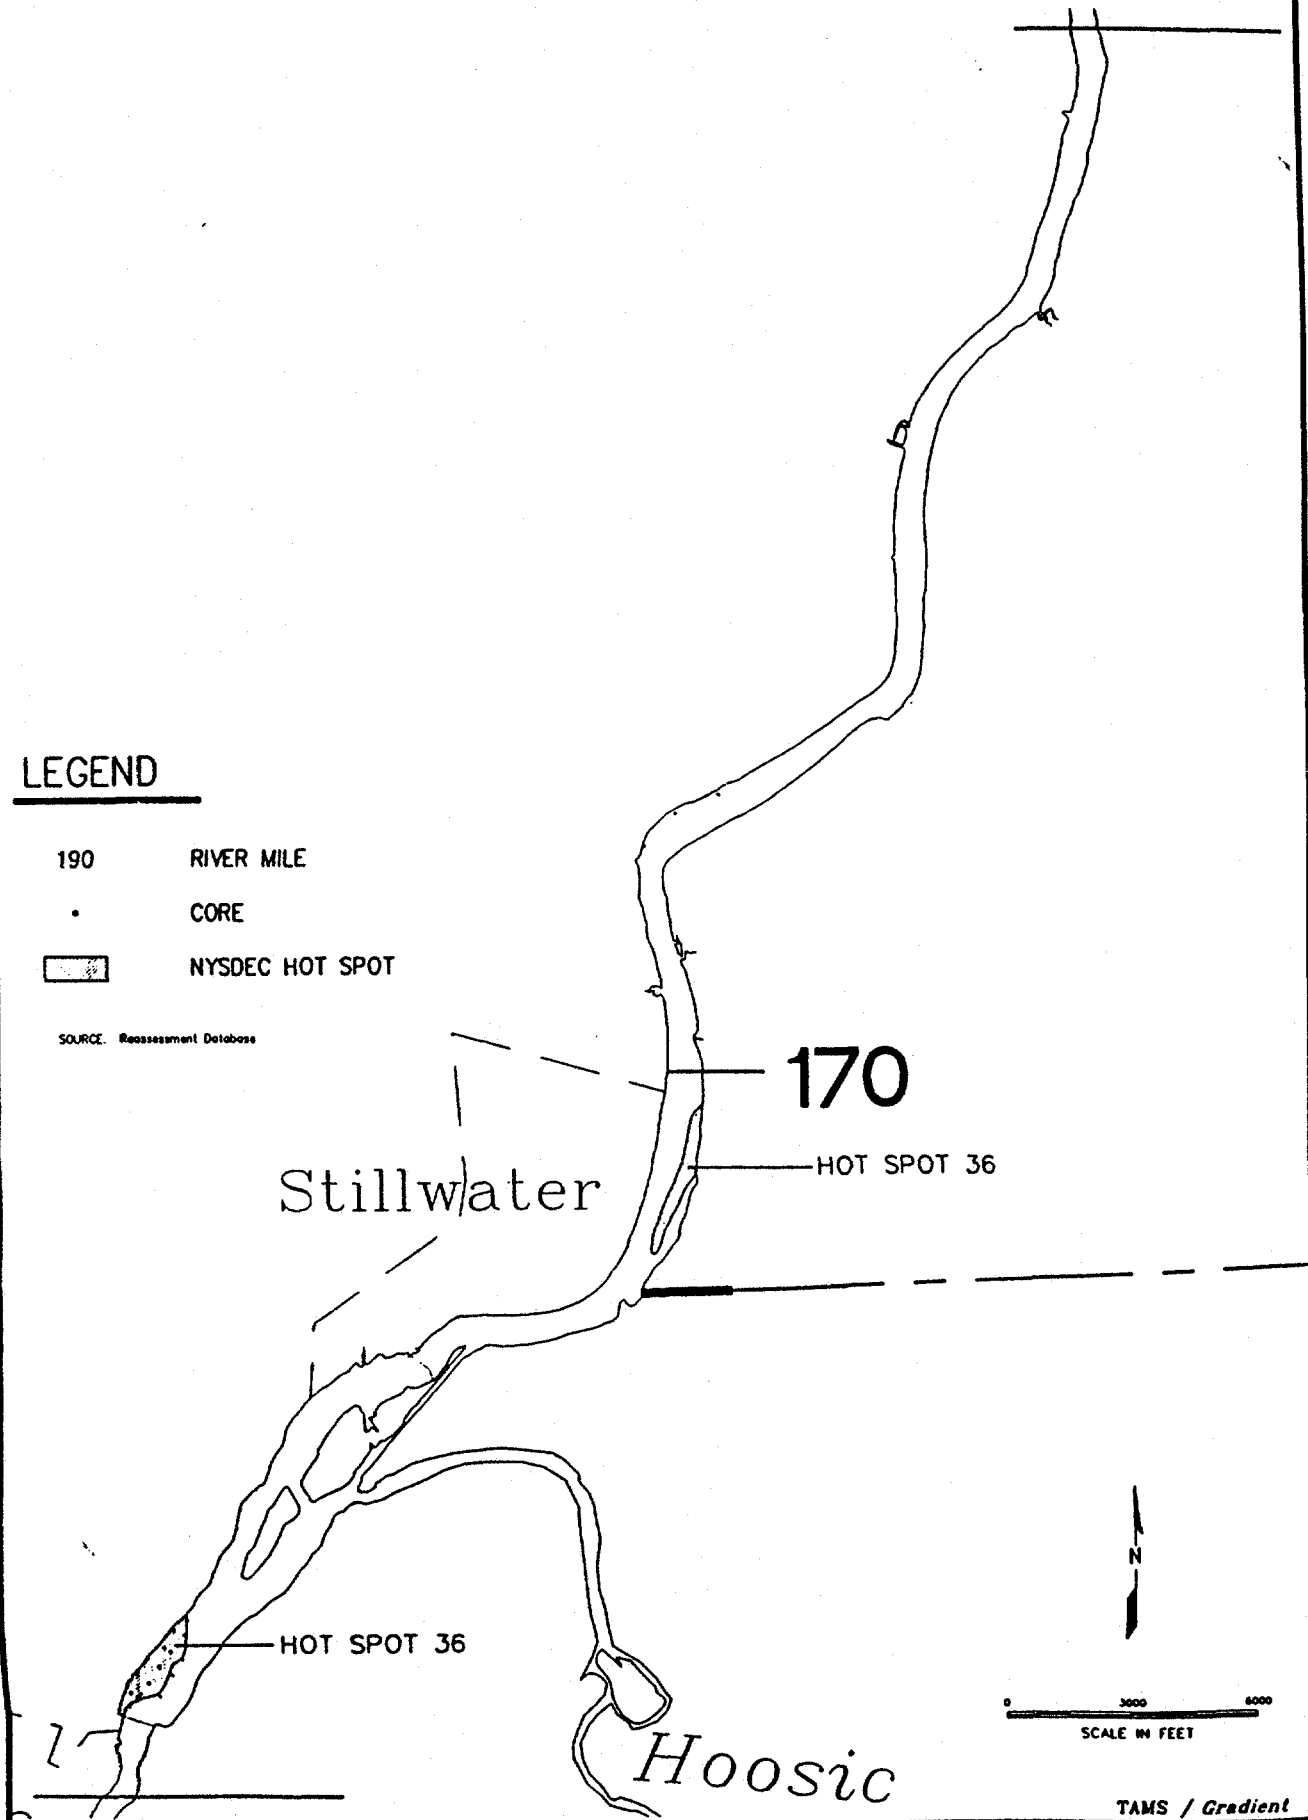 LEGEND
190 RIVER MILE
CORE
NYSDEC HOT SPOT
SOURCE. Reassessment Database
170
HOT SPOT 36
Stillwater
HOT SPOT 36
N
0 3000 6000
SCALE IN FEET
Hoosic
TAMS / Gradient